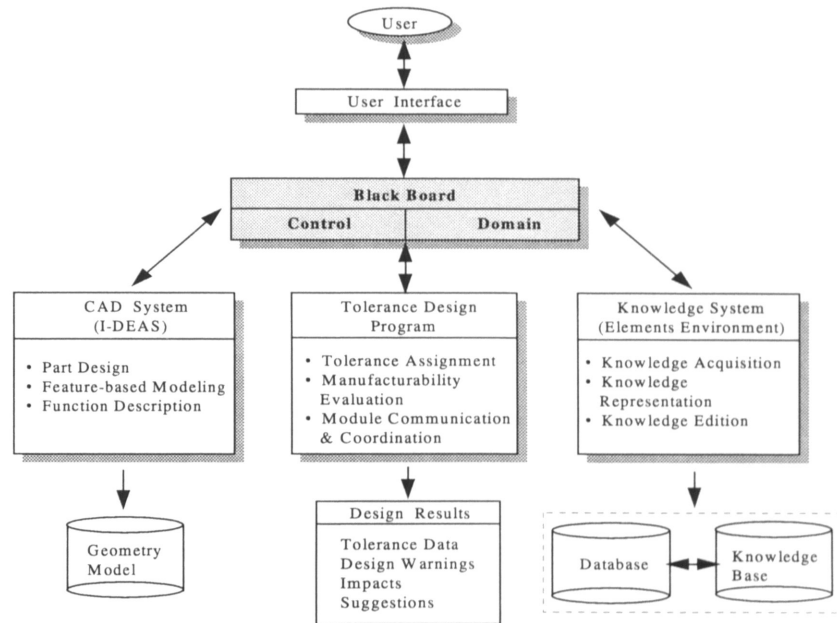 User
User Interface
Black Board
Control
Domain
CAD System
(I-DEAS)
• Part Design
• Feature-based Modeling
• Function Description
Tolerance Design
Program
• Tolerance Assignment
• Manufacturability
Evaluation
• Module Communication
& Coordination
Knowledge System
(Elements Environment)
• Knowledge Acquisition
• Knowledge
Representation
• Knowledge Edition
Geometry
Model
Design Results
Tolerance Data
Design Warnings
Impacts
Suggestions
Database
Knowledge
Base